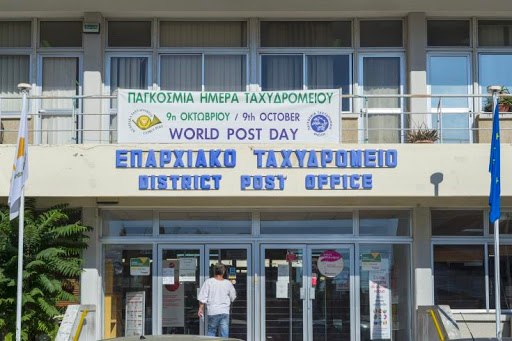 ΠΑΓΚΟΣΜΙΑ ΗΜΕΡΑ ΤΑΧΥΔΡΟΜΕΙΟΥ
9η ΟΚΤΩΒΡΙΟΥ / 9th OCTOBER
WORLD POST DAY
ΕΠΑΡΧΙΑΚΟ ΤΑΧΥΔΡΟΜΕΙΟ
DISTRICT POST OFFICE